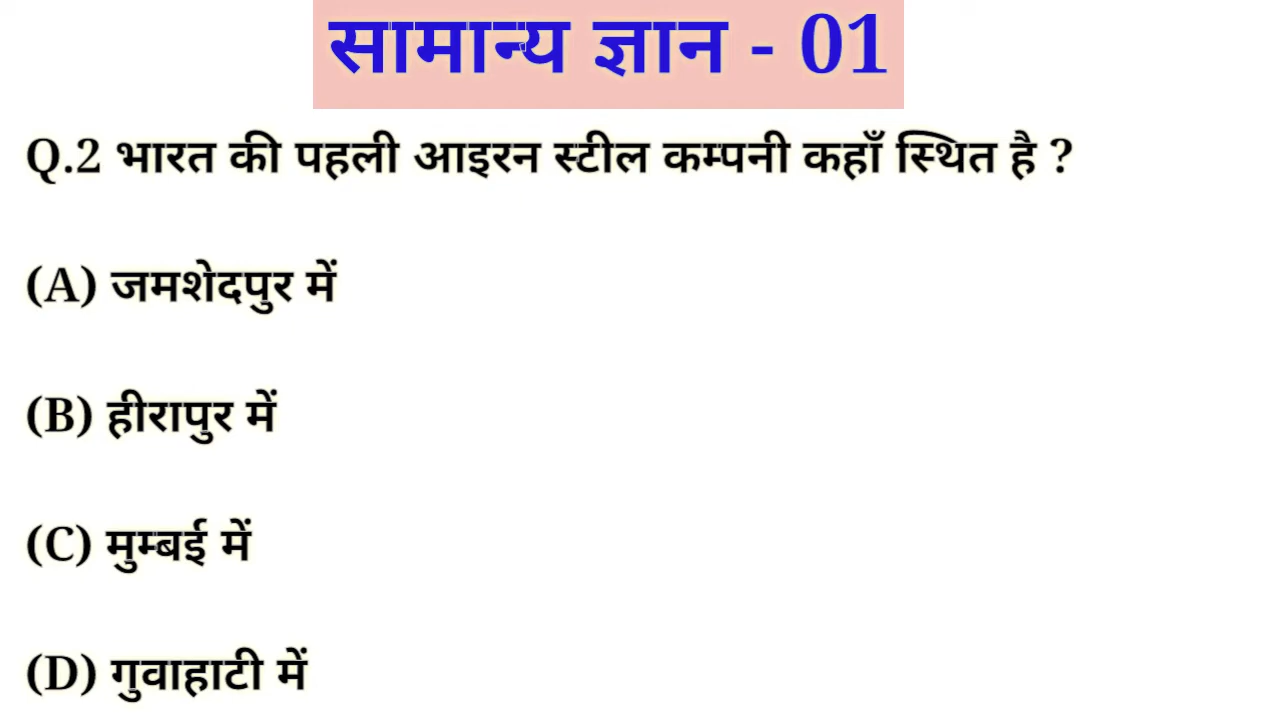 सामान्य ज्ञान - 01
Q.2 भारत की पहली आइरन स्टील कम्पनी कहाँ स्थित है ?
(A) जमशेदपुर में
(B) हीरापुर में
(C) मुम्बई में
(D) गुवाहाटी में